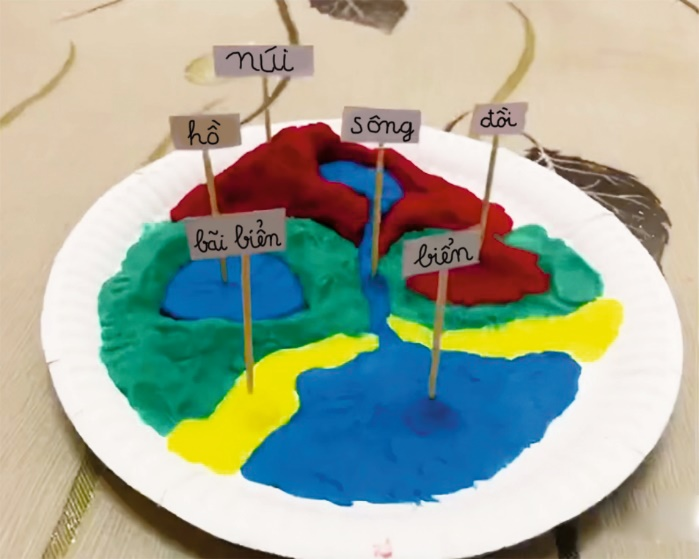 núi
hồ
sông
đồi
bãi biển
biển